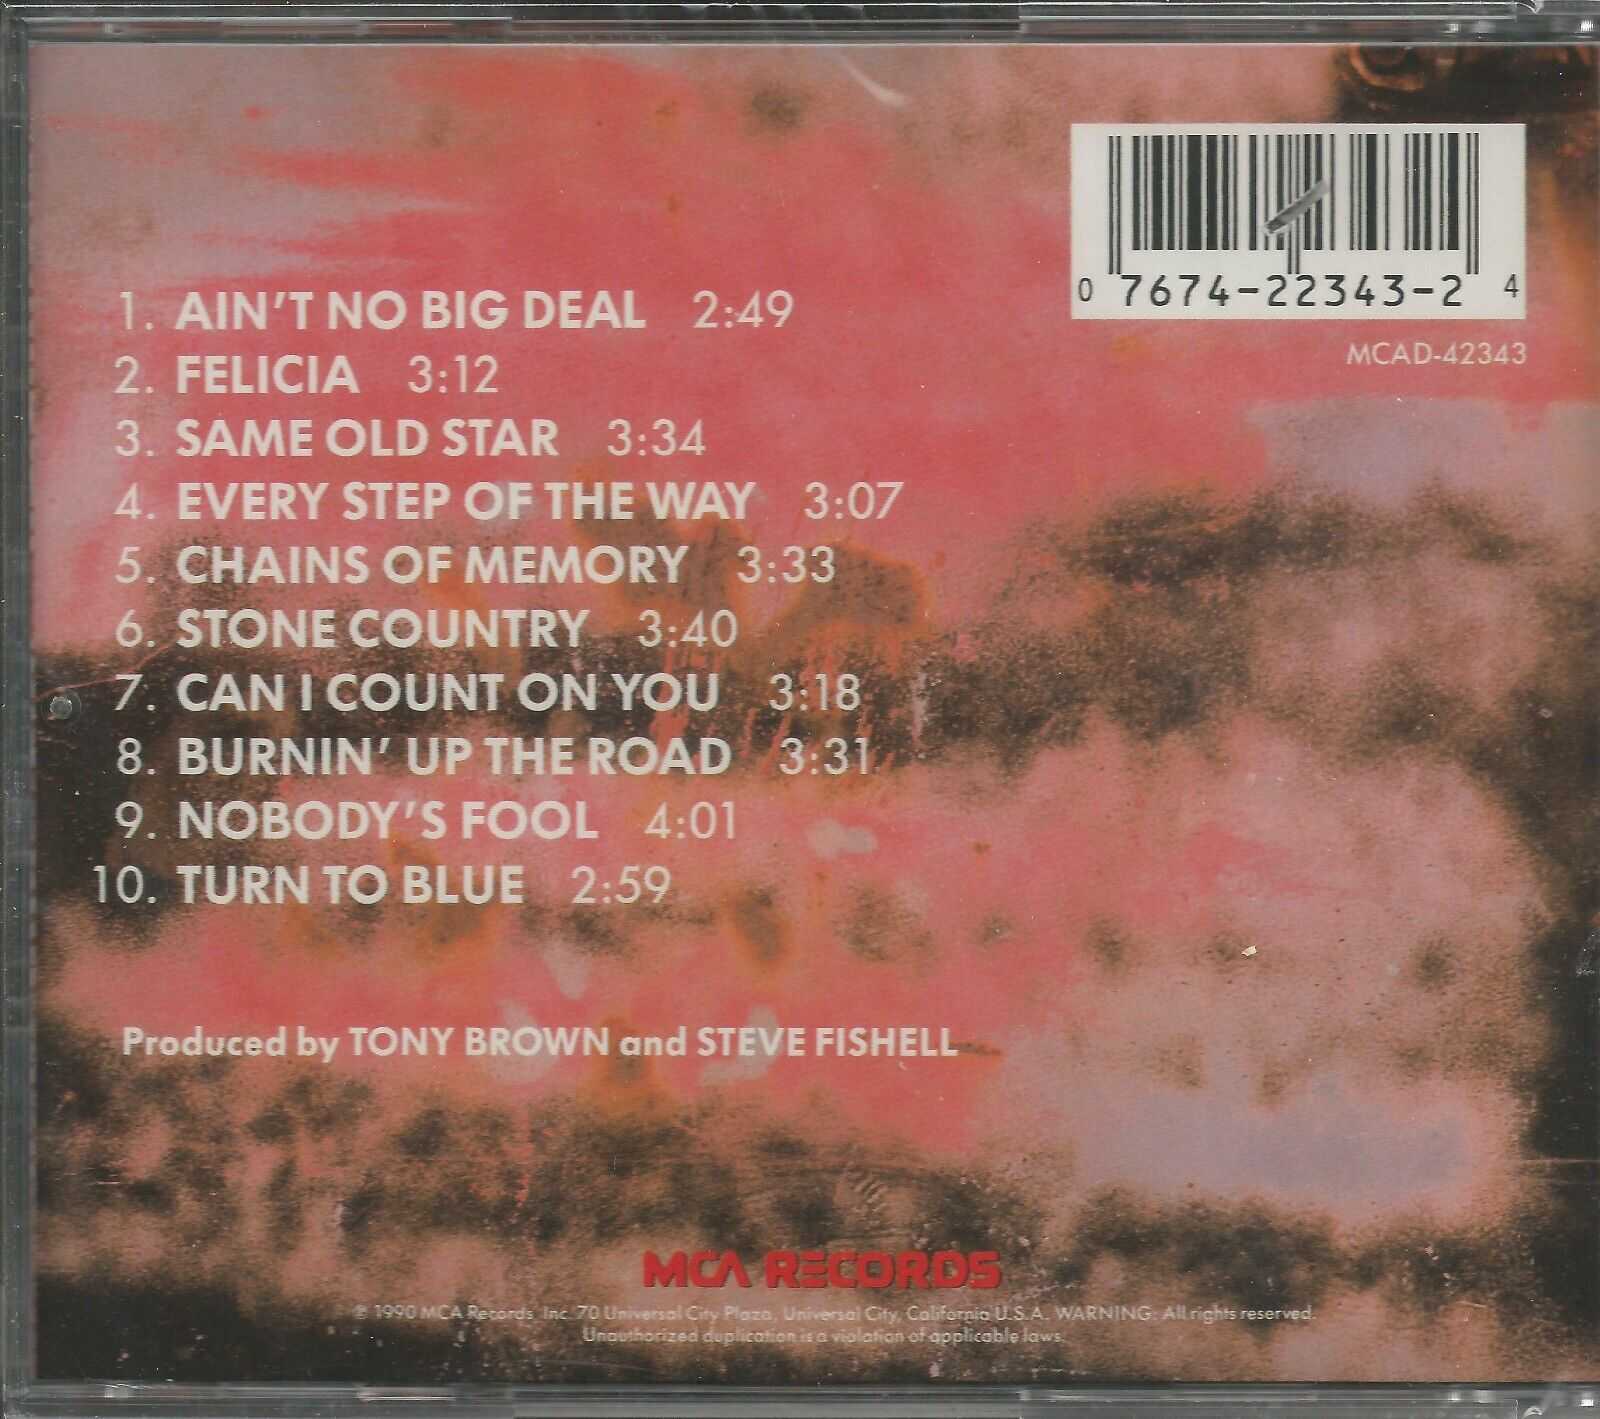 0 7674-22343-2 4
MCAD-42343
1. AIN'T NO BIG DEAL 2:49
2. FELICIA 3:12
3. SAME OLD STAR 3:34
4. EVERY STEP OF THE WAY 3:07
5. CHAINS OF MEMORY 3:33
6. STONE COUNTRY 3:40
7. CAN I COUNT ON YOU 3:18
8. BURNIN' UP THE ROAD 3:31
9. NOBODY'S FOOL 4:01
10. TURN TO BLUE 2:59
Produced by TONY BROWN and STEVE FISHELL
MCA RECORDS
℗ 1990 MCA Records, Inc. 70 Universal City Plaza, Universal City, California U.S.A. WARNING: All rights reserved.
Unauthorized duplication is a violation of applicable laws.